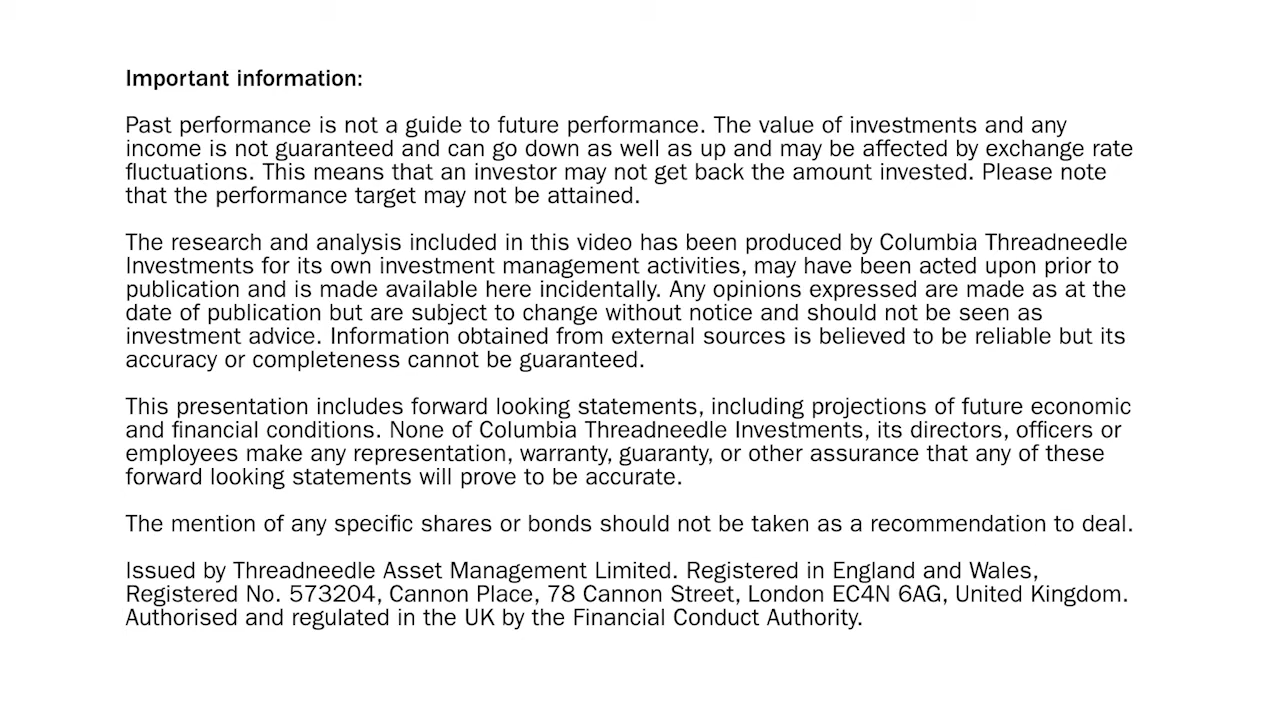 Important information:
Past performance is not a guide to future performance. The value of investments and any
income is not guaranteed and can go down as well as up and may be affected by exchange rate
fluctuations. This means that an investor may not get back the amount invested. Please note
that the performance target may not be attained.
The research and analysis included in this video has been produced by Columbia Threadneedle
Investments for its own investment management activities, may have been acted upon prior to
publication and is made available here incidentally. Any opinions expressed are made as at the
date of publication but are subject to change without notice and should not be seen as
investment advice. Information obtained from external sources is believed to be reliable but its
accuracy or completeness cannot be guaranteed.
This presentation includes forward looking statements, including projections of future economic
and financial conditions. None of Columbia Threadneedle Investments, its directors, officers or
employees make any representation, warranty, guaranty, or other assurance that any of these
forward looking statements will prove to be accurate.
The mention of any specific shares or bonds should not be taken as a recommendation to deal.
Issued by Threadneedle Asset Management Limited. Registered in England and Wales,
Registered No. 573204, Cannon Place, 78 Cannon Street, London EC4N 6AG, United Kingdom.
Authorised and regulated in the UK by the Financial Conduct Authority.